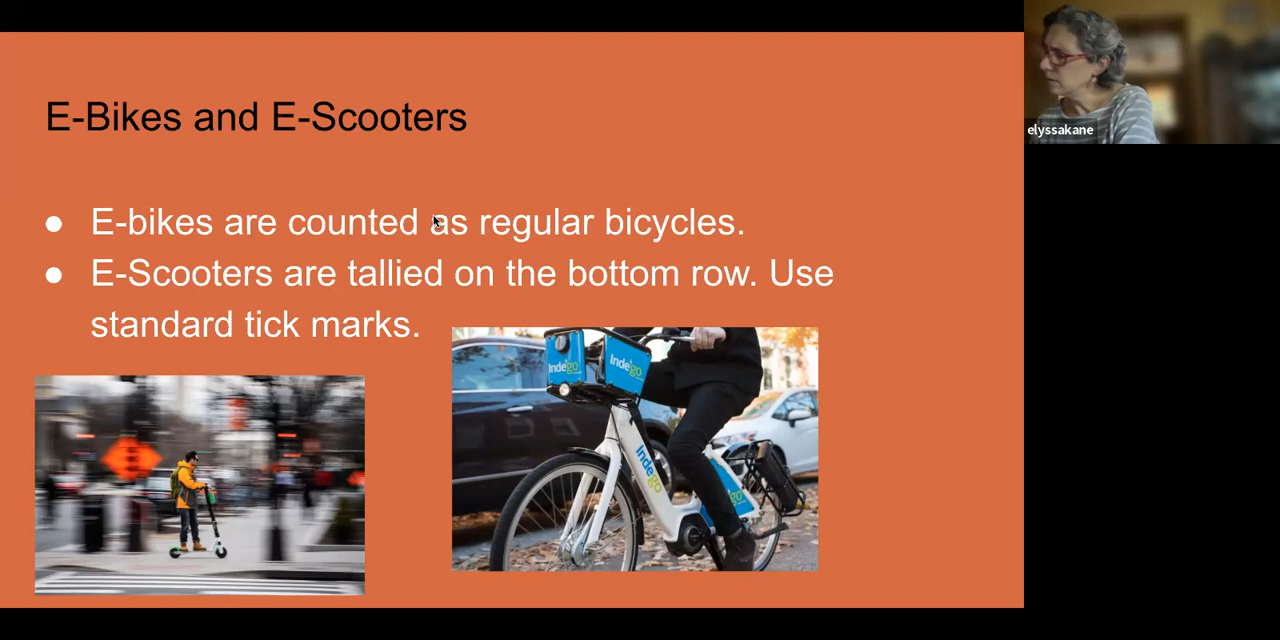 E-Bikes and E-Scooters
● E-bikes are counted as regular bicycles.
● E-Scooters are tallied on the bottom row. Use
standard tick marks.
Indego
Indego
Indego
go
elyssakane